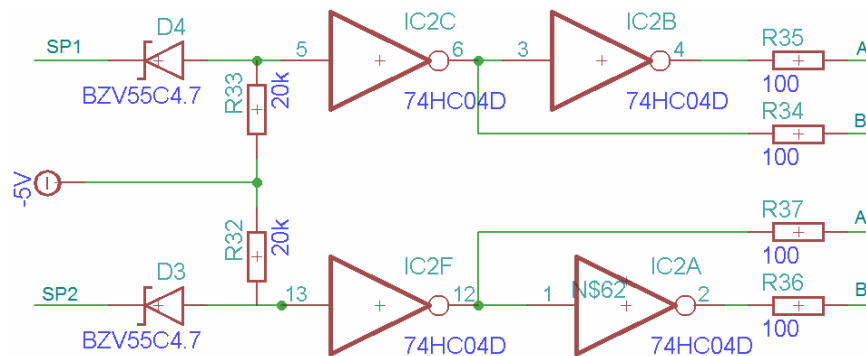 D4
IC2C
IC2B
SP1
5
6
3
4
R35
A
BZV55C4.7
R33
20k
74HC04D
74HC04D
100
R34
B
100
-5V
R32
20k
R37
A
D3
IC2F
IC2A
100
SP2
13
12
1
N$62
2
R36
B
BZV55C4.7
74HC04D
74HC04D
100